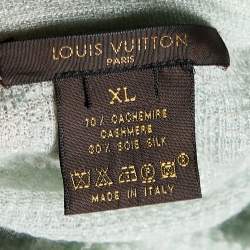 LOUIS VUITTON
PARIS
XL
70% CACHEMIRE
CASHMERE
30% SOIE SILK
MADE IN ITALY